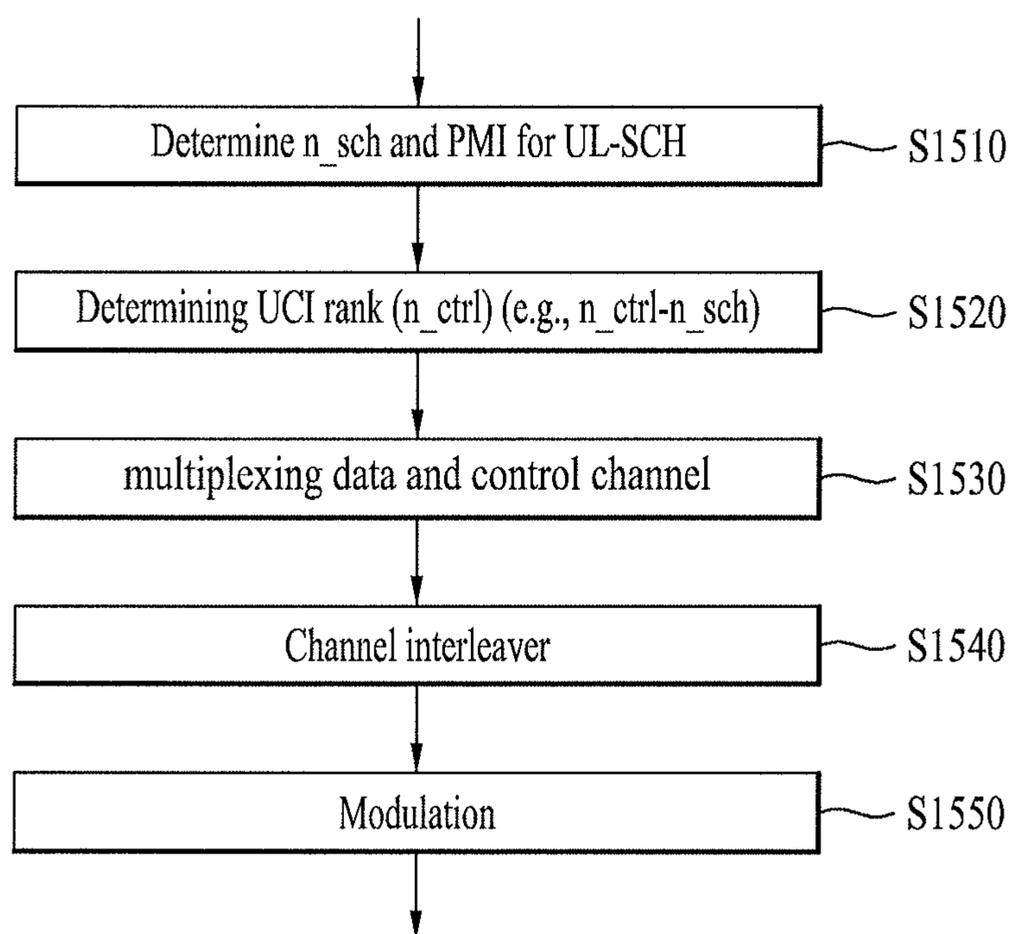 Determine n_sch and PMI for UL-SCH
S1510
Determining UCI rank (n_ctrl) (e.g., n_ctrl-n_sch)
S1520
multiplexing data and control channel
S1530
Channel interleaver
S1540
Modulation
S1550